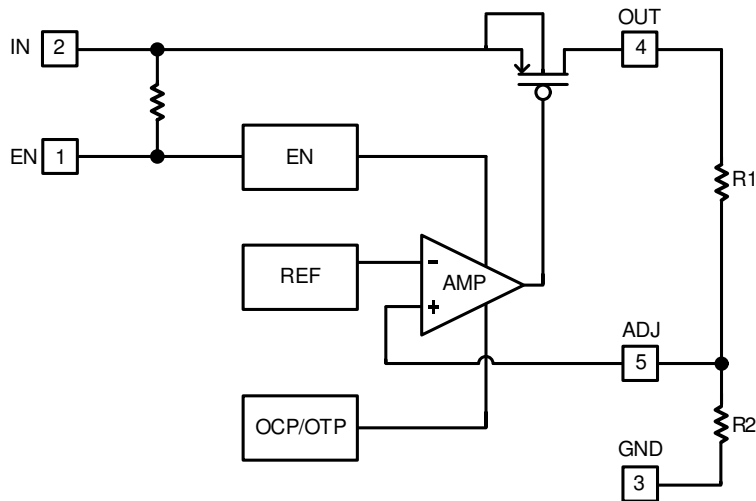 OUT
IN 2
4
EN 1
EN
R1
REF
-
AMP
+
ADJ
5
OCP/OTP
R2
GND
3